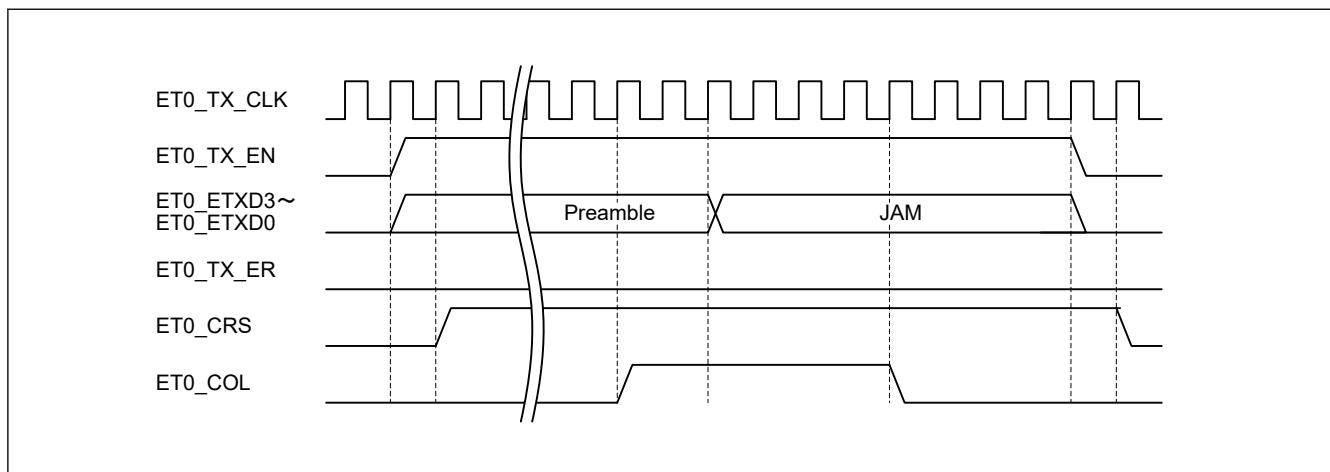 ET0_TX_CLK
ET0_TX_EN
ET0_ETXD3～
ET0_ETXD0
Preamble
JAM
ET0_TX_ER
ET0_CRS
ET0_COL